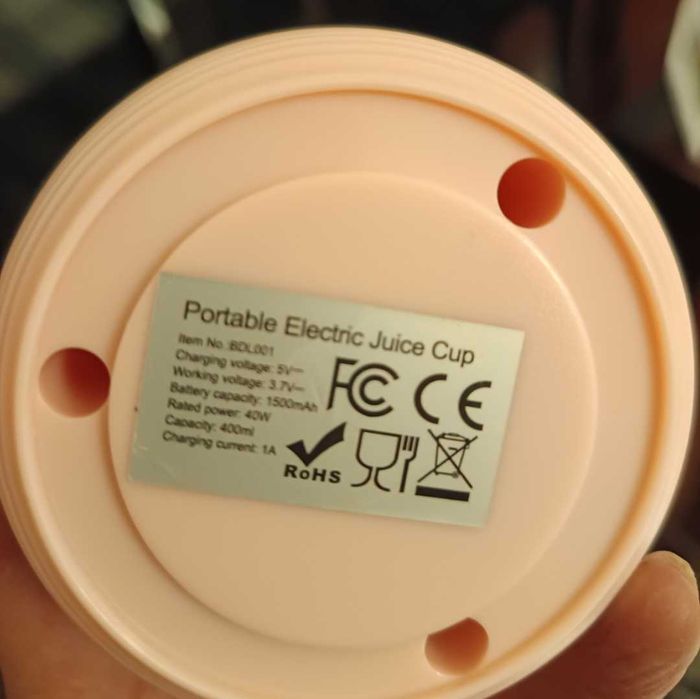 Portable Electric Juice Cup
Item No.:BDL001
Charging voltage: 5V⎓
Working voltage: 3.7V⎓
Battery capacity: 1500mAh
Rated power: 40W
Capacity: 400ml
Charging current: 1A
FC CE
RoHS